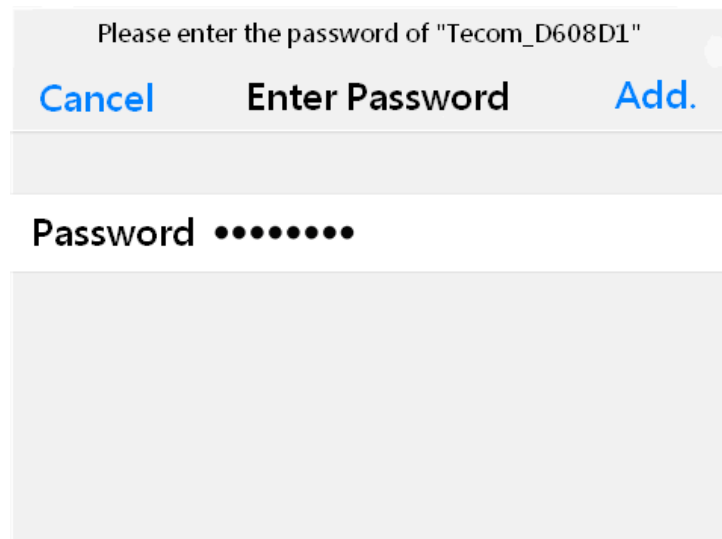 Please enter the password of "Tecom_D608D1"
Cancel Enter Password Add.
Password ••••••••